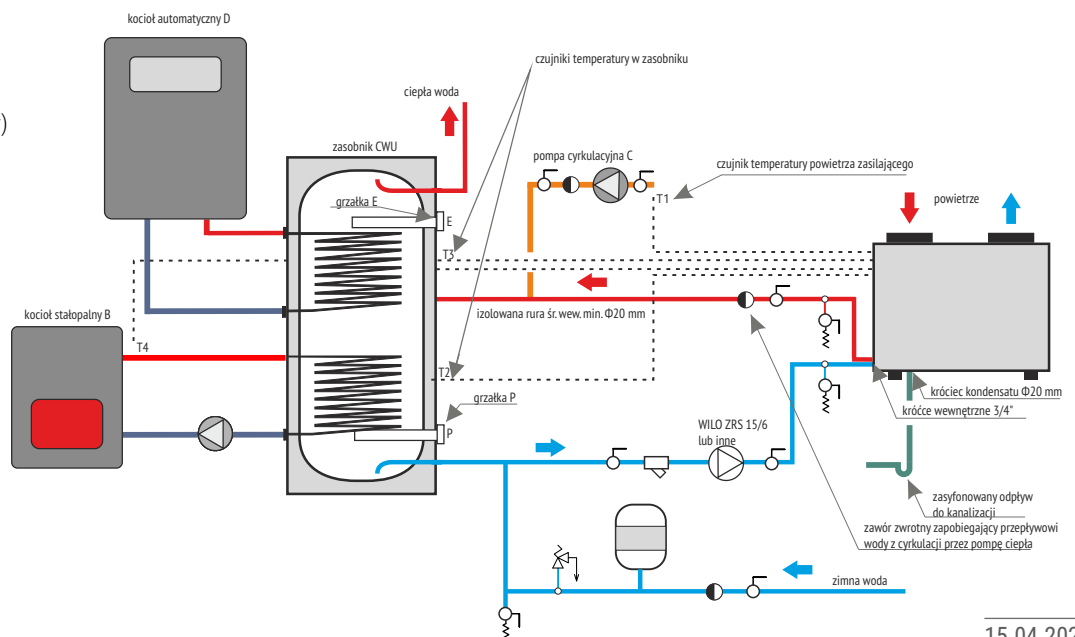 kocioł automatyczny D
)
czujniki temperatury w zasobniku
ciepła woda
zasobnik CWU
pompa cyrkulacyjna C
czujnik temperatury powietrza zasilającego
T1
powietrze
grzałka E
E
T3
izolowana rura śr. wew. min. Φ20 mm
kocioł stałopalny B
T4
T2
grzałka P
P
króciec kondensatu Φ20 mm
króćce wewnętrzne 3/4"
WILO ZRS 15/6
lub inne
zasyfonowany odpływ
do kanalizacji
zawór zwrotny zapobiegający przepływowi
wody z cyrkulacji przez pompę ciepła
zimna woda